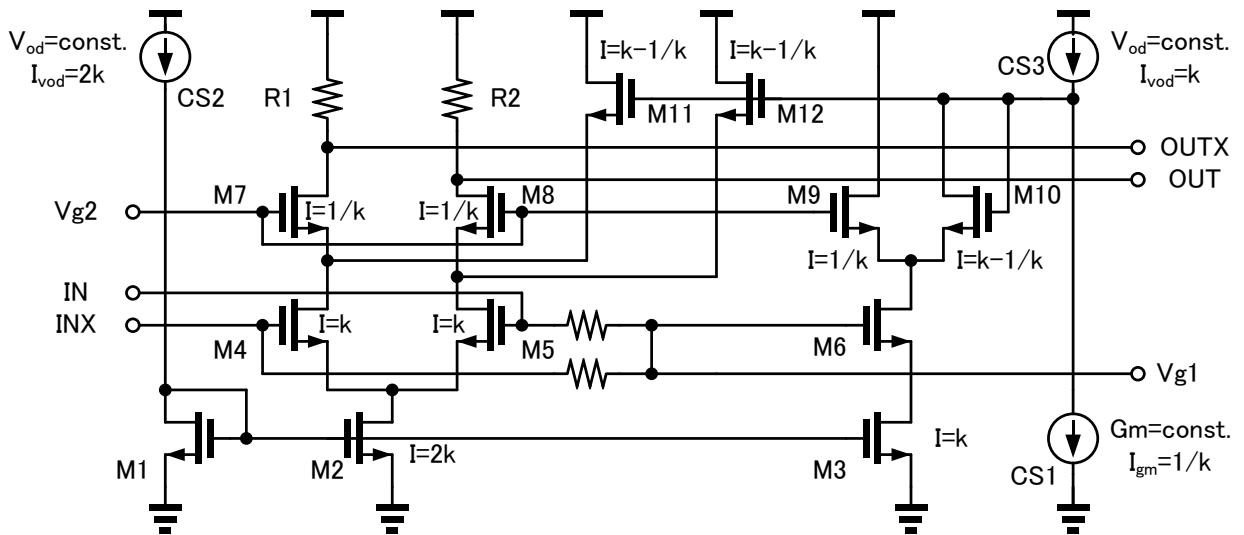 Vod=const.
Ivod=2k
CS2
R1
R2
I=k-1/k
M11
I=k-1/k
M12
CS3
Vod=const.
Ivod=k
OUTX
OUT
Vg2
M7
I=1/k
I=1/k
M8
M9
M10
I=1/k
I=k-1/k
IN
INX
M4
I=k
I=k
M5
M6
Vg1
M1
M2
I=2k
M3
I=k
CS1
Gm=const.
Igm=1/k